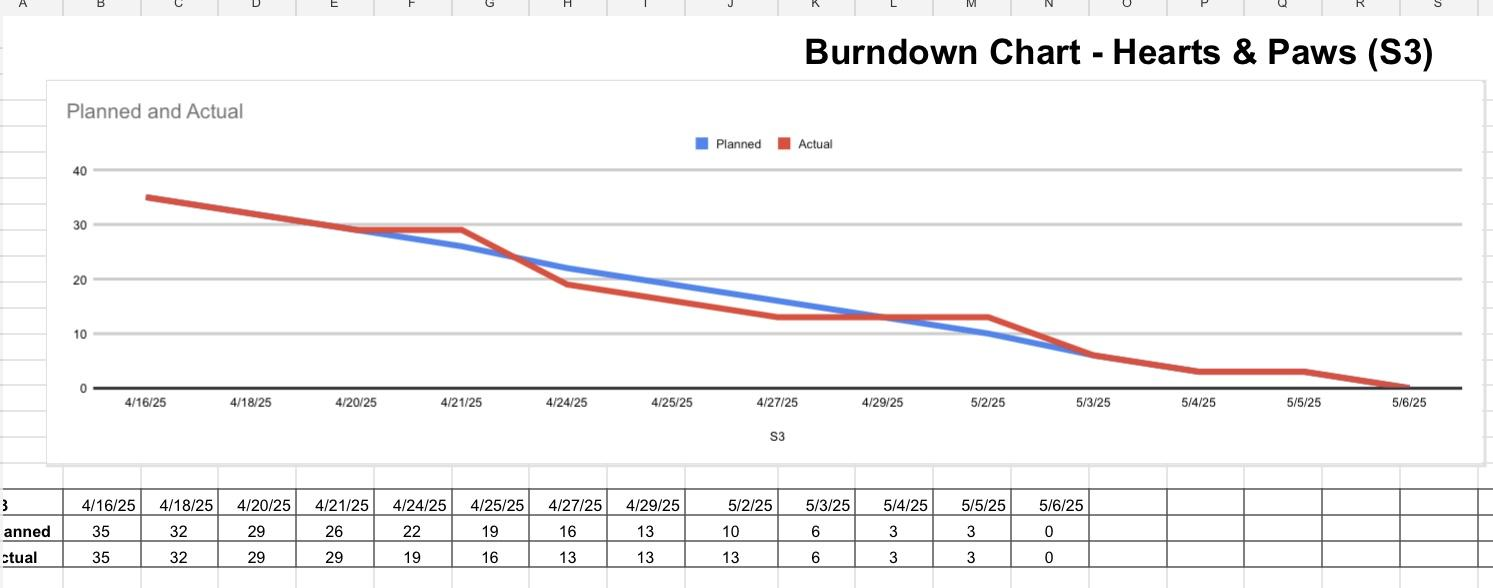 A B C D E F G H I J K L M N O P Q R S
Burndown Chart - Hearts & Paws (S3)
Planned and Actual
Planned Actual
40
30
20
10
0
4/16/25 4/18/25 4/20/25 4/21/25 4/24/25 4/25/25 4/27/25 4/29/25 5/2/25 5/3/25 5/4/25 5/5/25 5/6/25
S3
3 4/16/25 4/18/25 4/20/25 4/21/25 4/24/25 4/25/25 4/27/25 4/29/25 5/2/25 5/3/25 5/4/25 5/5/25 5/6/25
anned 35 32 29 26 22 19 16 13 10 6 3 3 0
ctual 35 32 29 29 19 16 13 13 13 6 3 3 0